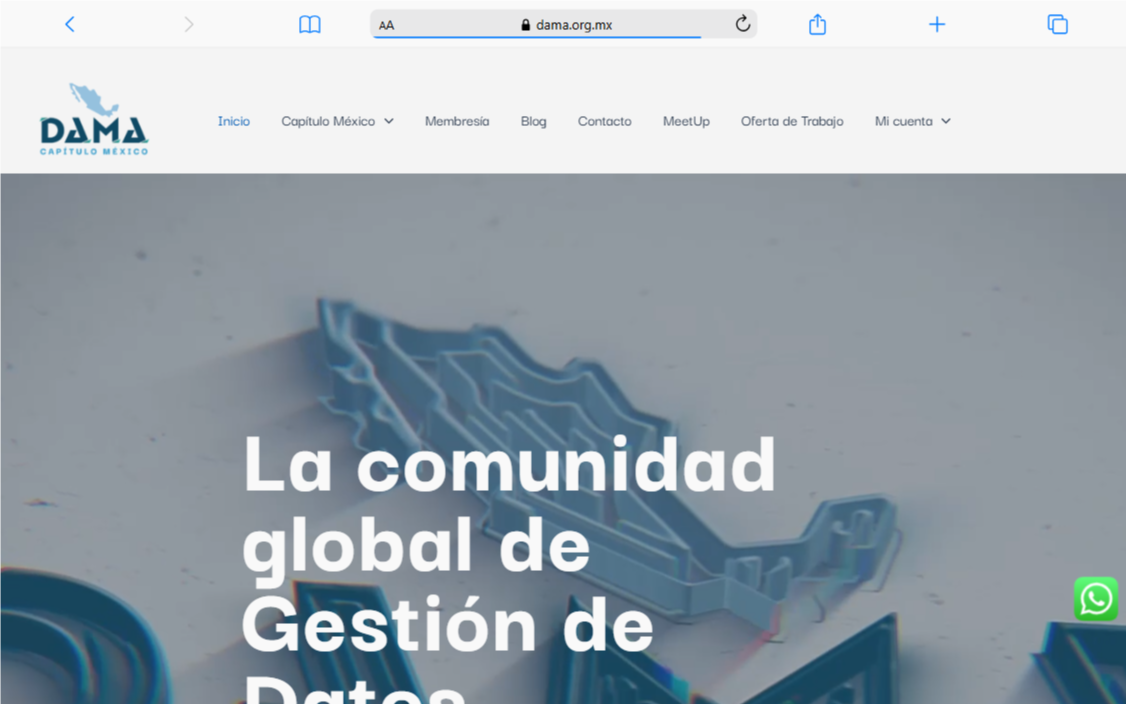 AA dama.org.mx
DAMA
CAPÍTULO MÉXICO
Inicio Capítulo México Membresía Blog Contacto MeetUp Oferta de Trabajo Mi cuenta
La comunidad
global de
Gestión de
Datos